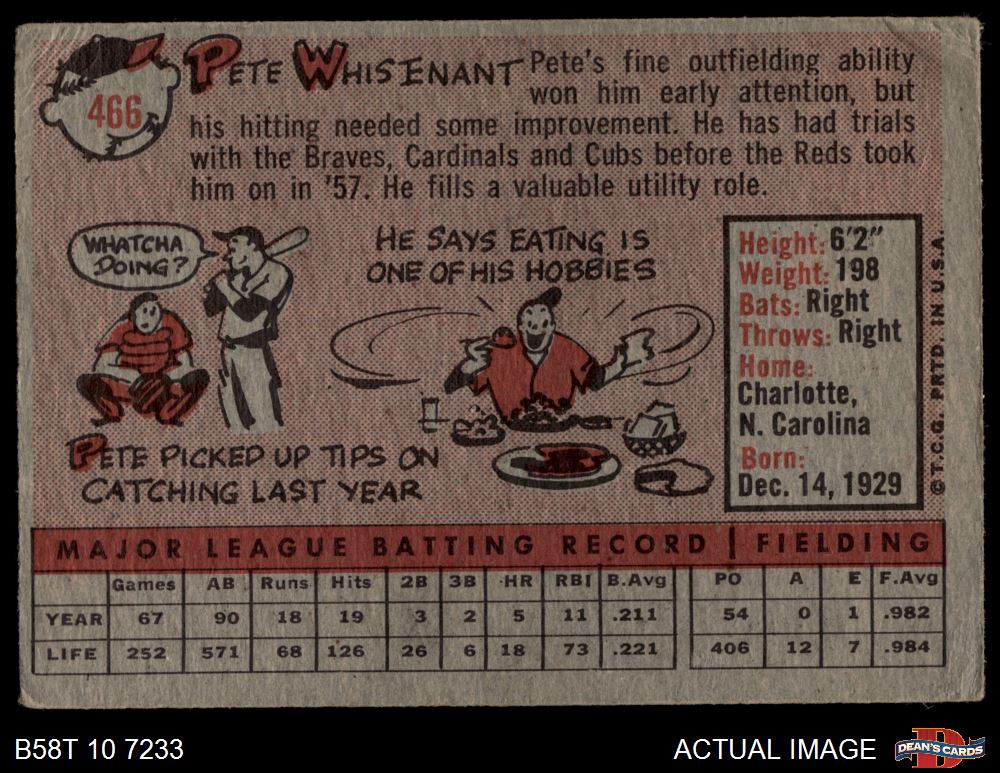 466
PETE WHISENANT
Pete's fine outfielding ability
won him early attention, but
his hitting needed some improvement. He has had trials
with the Braves, Cardinals and Cubs before the Reds took
him on in '57. He fills a valuable utility role.
WHATCHA
DOING?
PETE PICKED UP TIPS ON
CATCHING LAST YEAR
HE SAYS EATING IS
ONE OF HIS HOBBIES
Height: 6'2"
Weight: 198
Bats: Right
Throws: Right
Home:
Charlotte,
N. Carolina
Born:
Dec. 14, 1929
© T.C.G. PRTD. IN U.S.A.
MAJOR LEAGUE BATTING RECORD | FIELDING
Games AB Runs Hits 2B 3B HR RBI B.Avg PO A E F.Avg
YEAR 67 90 18 19 3 2 5 11 .211 54 0 1 .982
LIFE 252 571 68 126 26 6 18 73 .221 406 12 7 .984
B58T 10 7233
ACTUAL IMAGE
D
DEAN'S CARDS